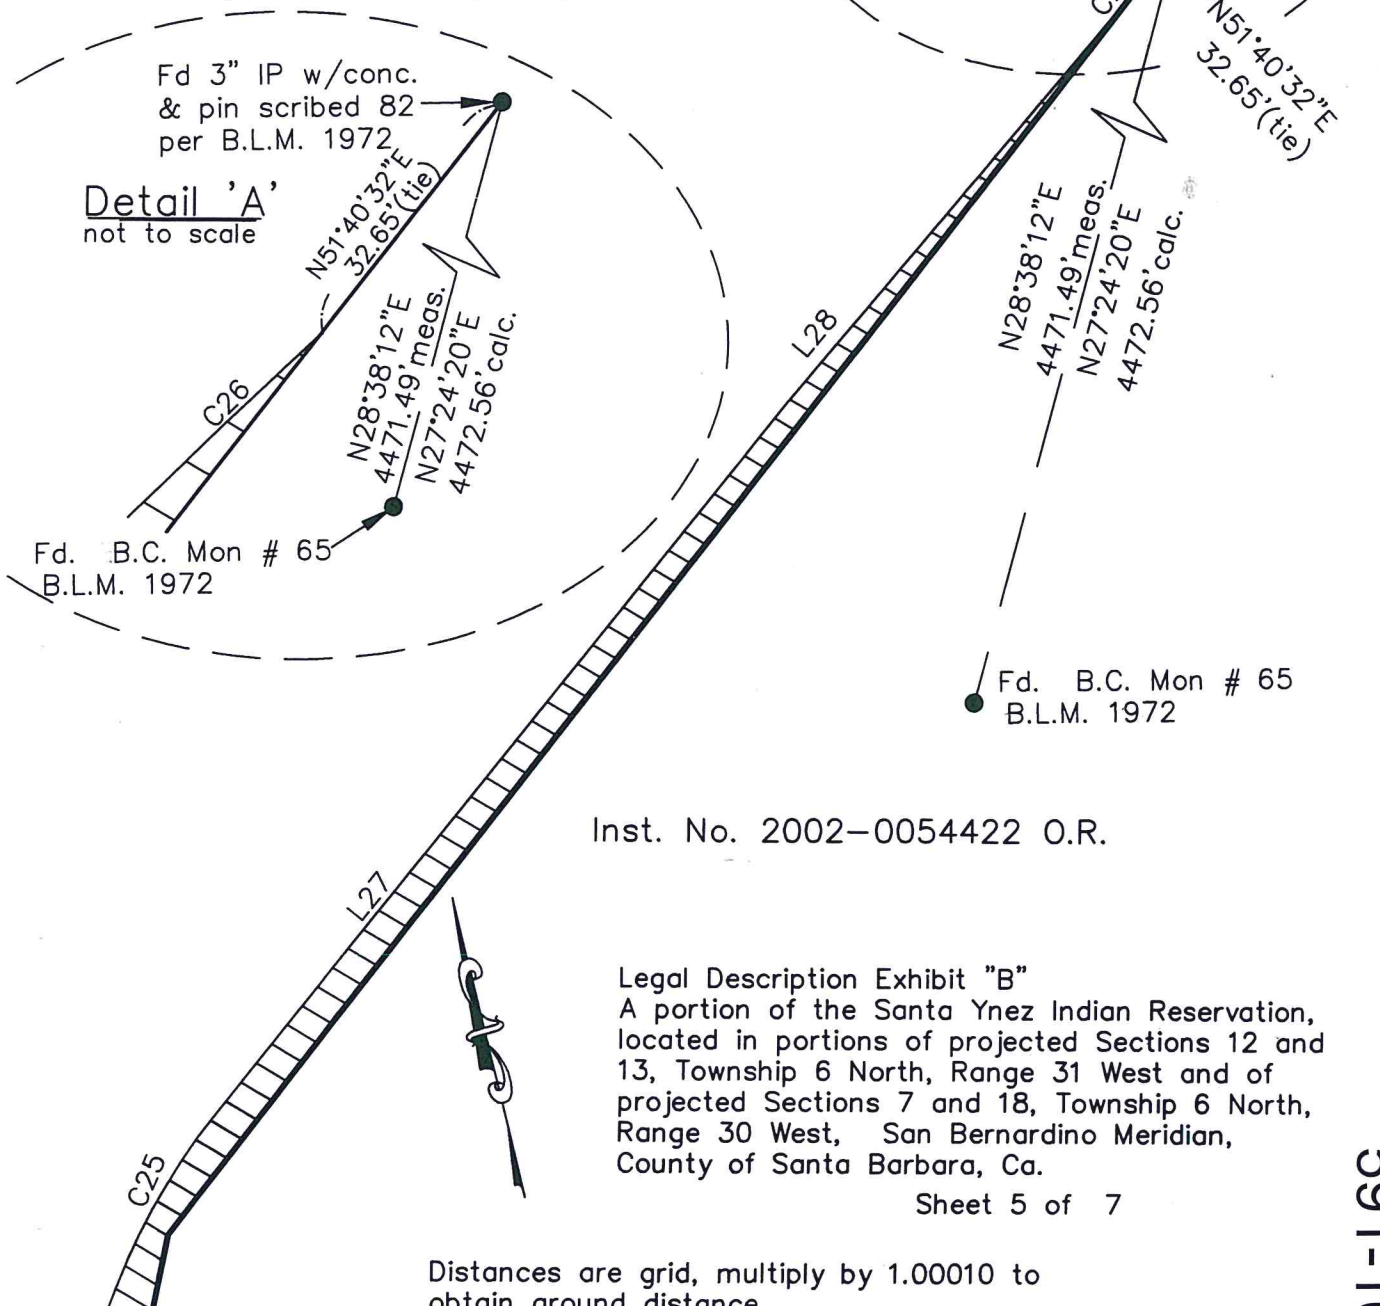 Fd 3" IP w/conc.
& pin scribed 82
per B.L.M. 1972
Detail 'A'
not to scale
N51°40'32"E
32.65'(tie)
C26
N28°38'12"E
4471.49'meas.
N27°24'20"E
4472.56'calc.
Fd. B.C. Mon # 65
B.L.M. 1972
N51°40'32"E
32.65'(tie)
N28°38'12"E
4471.49'meas.
N27°24'20"E
4472.56'calc.
L28
Fd. B.C. Mon # 65
B.L.M. 1972
Inst. No. 2002-0054422 O.R.
L27
Legal Description Exhibit "B"
A portion of the Santa Ynez Indian Reservation,
located in portions of projected Sections 12 and
13, Township 6 North, Range 31 West and of
projected Sections 7 and 18, Township 6 North,
Range 30 West, San Bernardino Meridian,
County of Santa Barbara, Ca.
Sheet 5 of 7
C25
Distances are grid, multiply by 1.00010 to
obtain ground distance